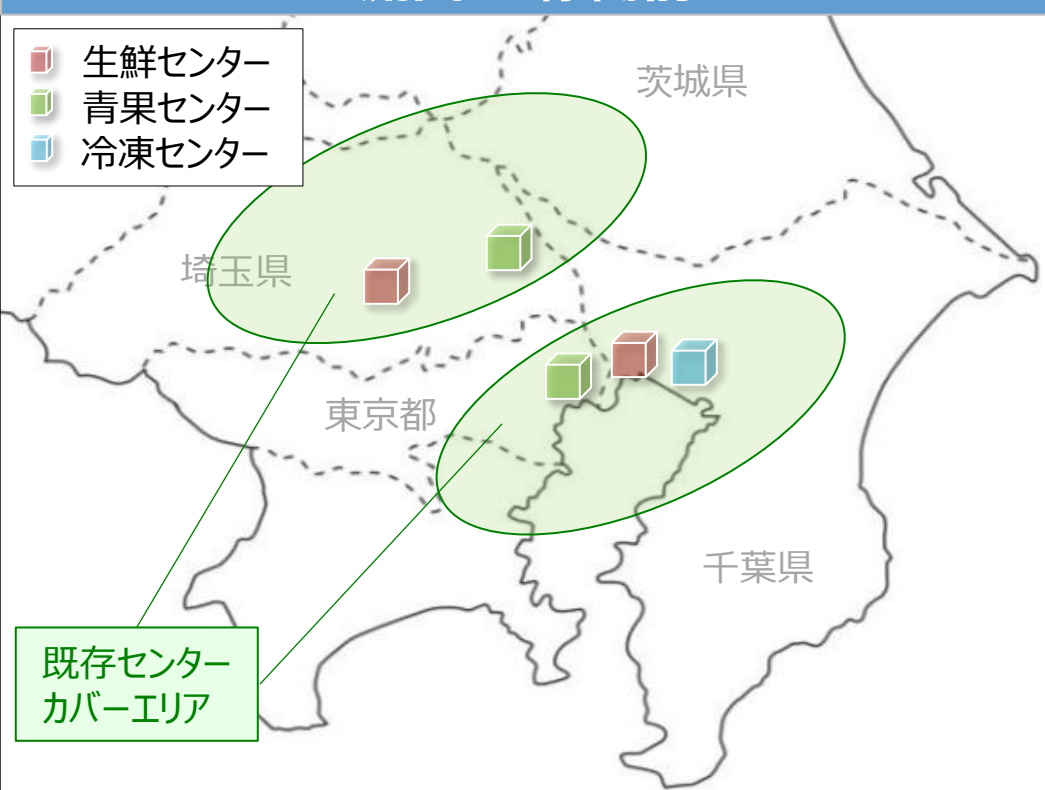 生鮮センター
青果センター
冷凍センター
茨城県
埼玉県
東京都
千葉県
既存センター
カバーエリア